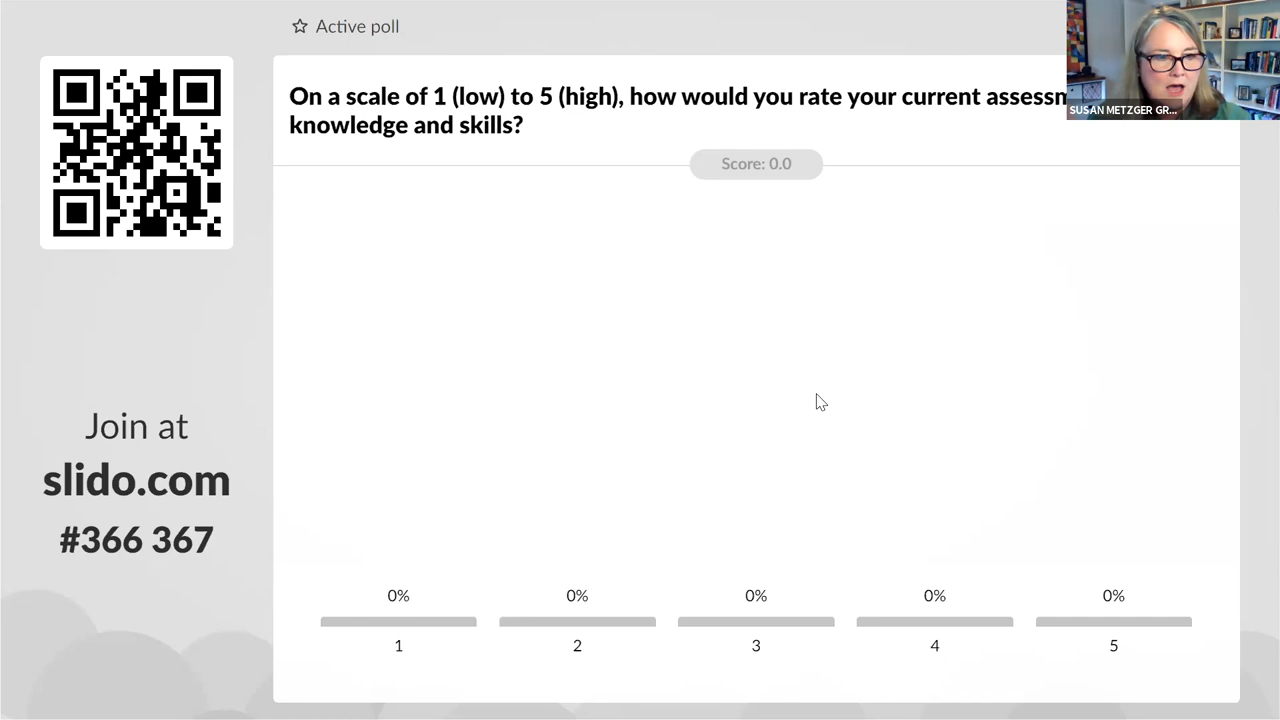 Active poll
On a scale of 1 (low) to 5 (high), how would you rate your current
knowledge and skills?
SUSAN METZGER GR...
Score: 0.0
Join at
slido.com
#366 367
0% 0% 0% 0% 0%
1 2 3 4 5